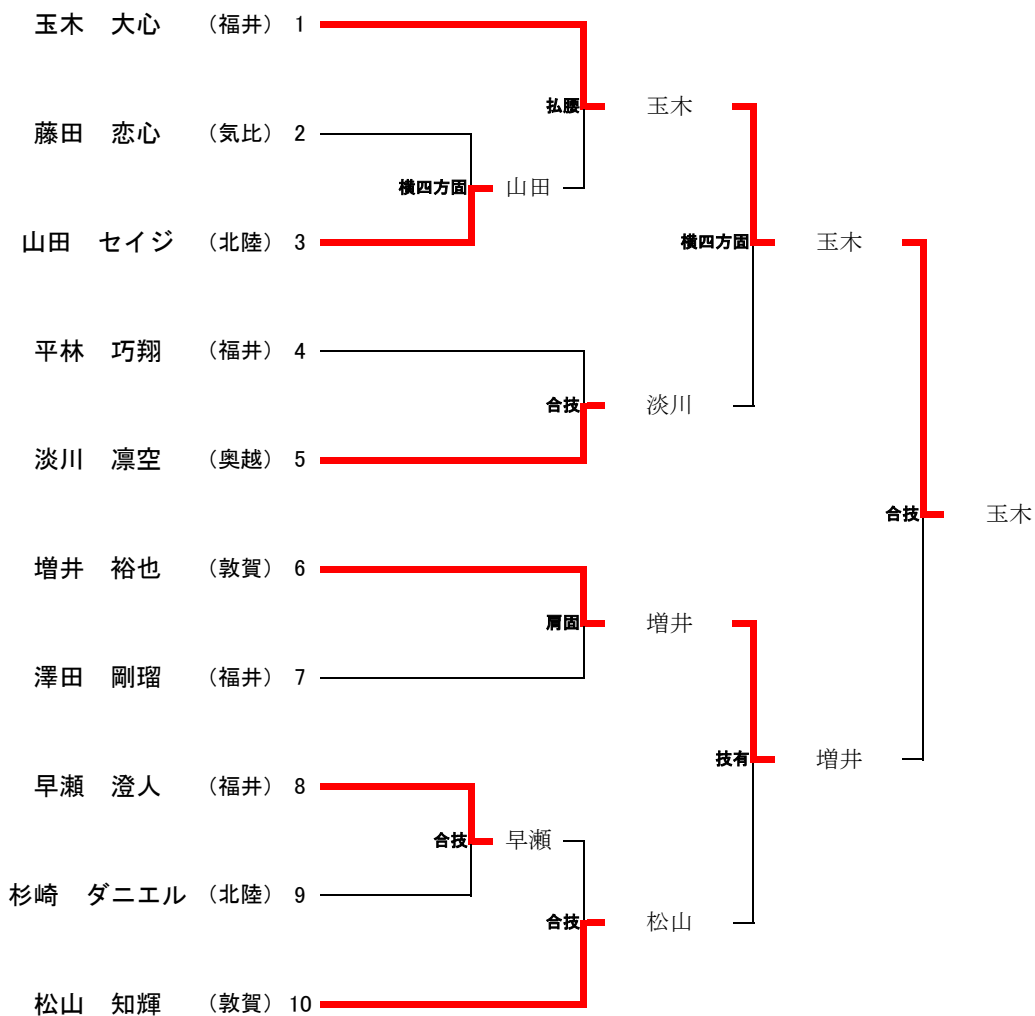 玉木　大心　（福井）　1
払腰　玉木
藤田　恋心　（気比）　2
横四方固　山田
山田　セイジ　（北陸）　3
横四方固　玉木
平林　巧翔　（福井）　4
合技　淡川
淡川　凛空　（奥越）　5
合技　玉木
増井　裕也　（敦賀）　6
肩固　増井
澤田　剛瑠　（福井）　7
技有　増井
早瀬　澄人　（福井）　8
合技　早瀬
杉崎　ダニエル　（北陸）　9
合技　松山
松山　知輝　（敦賀）　10